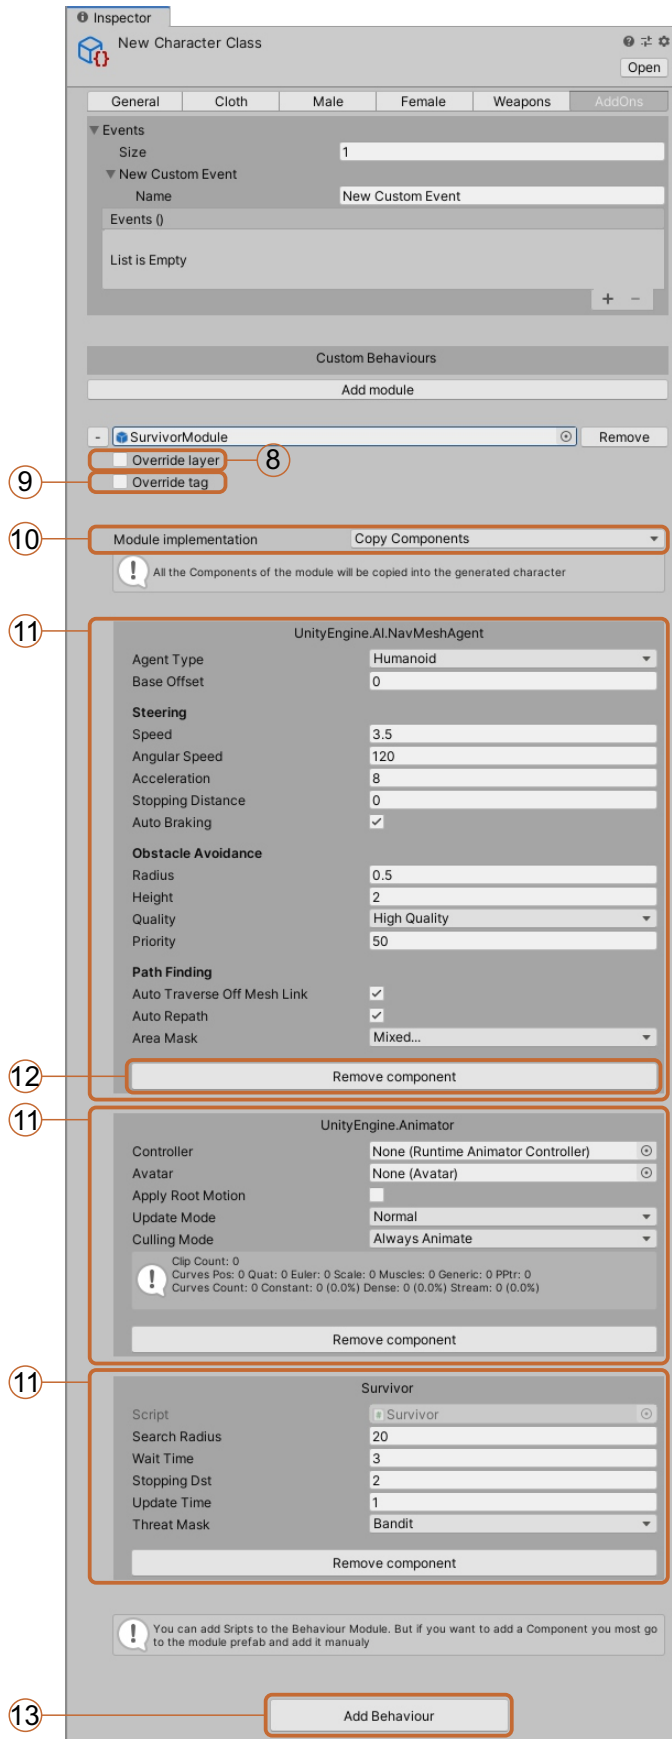 Inspector
New Character Class
Open
General Cloth Male Female Weapons AddOns
Events
Size 1
New Custom Event
Name New Custom Event
Events ()
List is Empty
+ -
Custom Behaviours
Add module
- SurvivorModule Remove
Override layer 8
9 Override tag
10 Module implementation Copy Components
All the Components of the module will be copied into the generated character
11 UnityEngine.AI.NavMeshAgent
Agent Type Humanoid
Base Offset 0
Steering
Speed 3.5
Angular Speed 120
Acceleration 8
Stopping Distance 0
Auto Braking
Obstacle Avoidance
Radius 0.5
Height 2
Quality High Quality
Priority 50
Path Finding
Auto Traverse Off Mesh Link
Auto Repath
Area Mask Mixed...
12 Remove component
11 UnityEngine.Animator
Controller None (Runtime Animator Controller)
Avatar None (Avatar)
Apply Root Motion
Update Mode Normal
Culling Mode Always Animate
Clip Count: 0
Curves Pos: 0 Quat: 0 Euler: 0 Scale: 0 Muscles: 0 Generic: 0 PPtr: 0
Curves Count: 0 Constant: 0 (0.0%) Dense: 0 (0.0%) Stream: 0 (0.0%)
Remove component
11 Survivor
Script Survivor
Search Radius 20
Wait Time 3
Stopping Dst 2
Update Time 1
Threat Mask Bandit
Remove component
You can add Sripts to the Behaviour Module. But if you want to add a Component you most go
to the module prefab and add it manualy
13 Add Behaviour